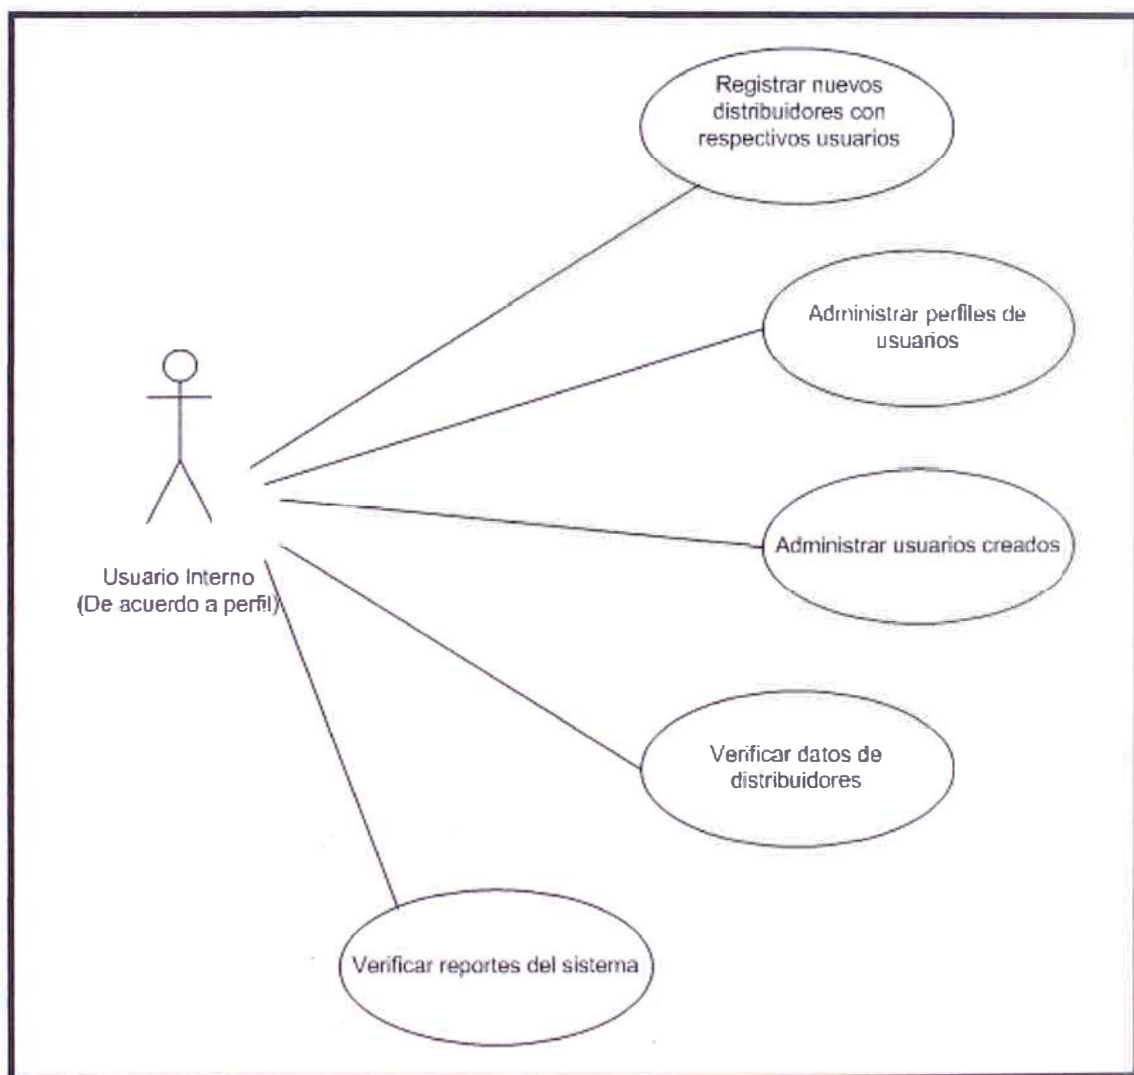 Registrar nuevos
distribuidores con
respectivos usuarios
Administrar perfiles de
usuarios
Administrar usuarios creados
Usuario Interno
(De acuerdo a perfil)
Verificar datos de
distribuidores
Verificar reportes del sistema